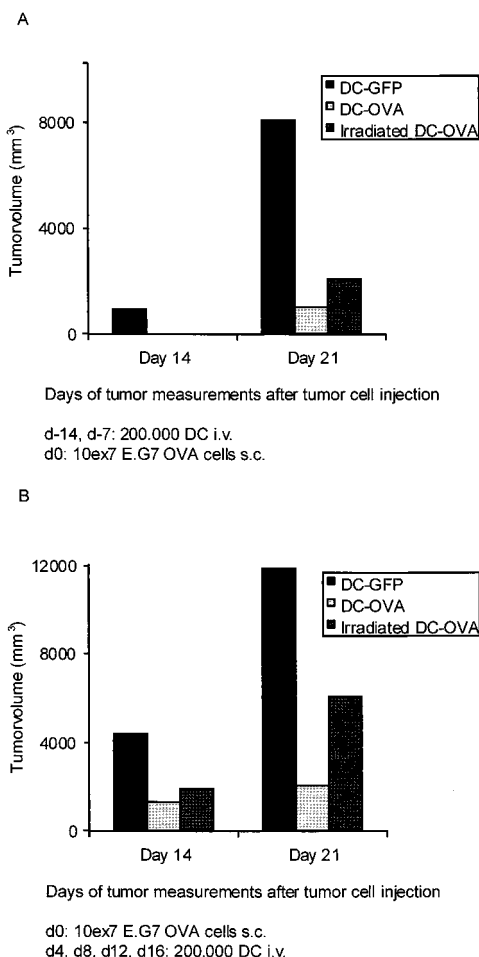 A
DC-GFP
DC-OVA
Irradiated DC-OVA
8000
4000
0
Tumorvolume (mm³)
Day 14
Day 21
Days of tumor measurements after tumor cell injection
d-14, d-7: 200.000 DC i.v.
d0: 10ex7 E.G7 OVA cells s.c.
B
DC-GFP
DC-OVA
Irradiated DC-OVA
12000
8000
4000
0
Tumorvolume (mm³)
Day 14
Day 21
Days of tumor measurements after tumor cell injection
d0: 10ex7 E.G7 OVA cells s.c.
d4, d8, d12, d16: 200.000 DC i.v.